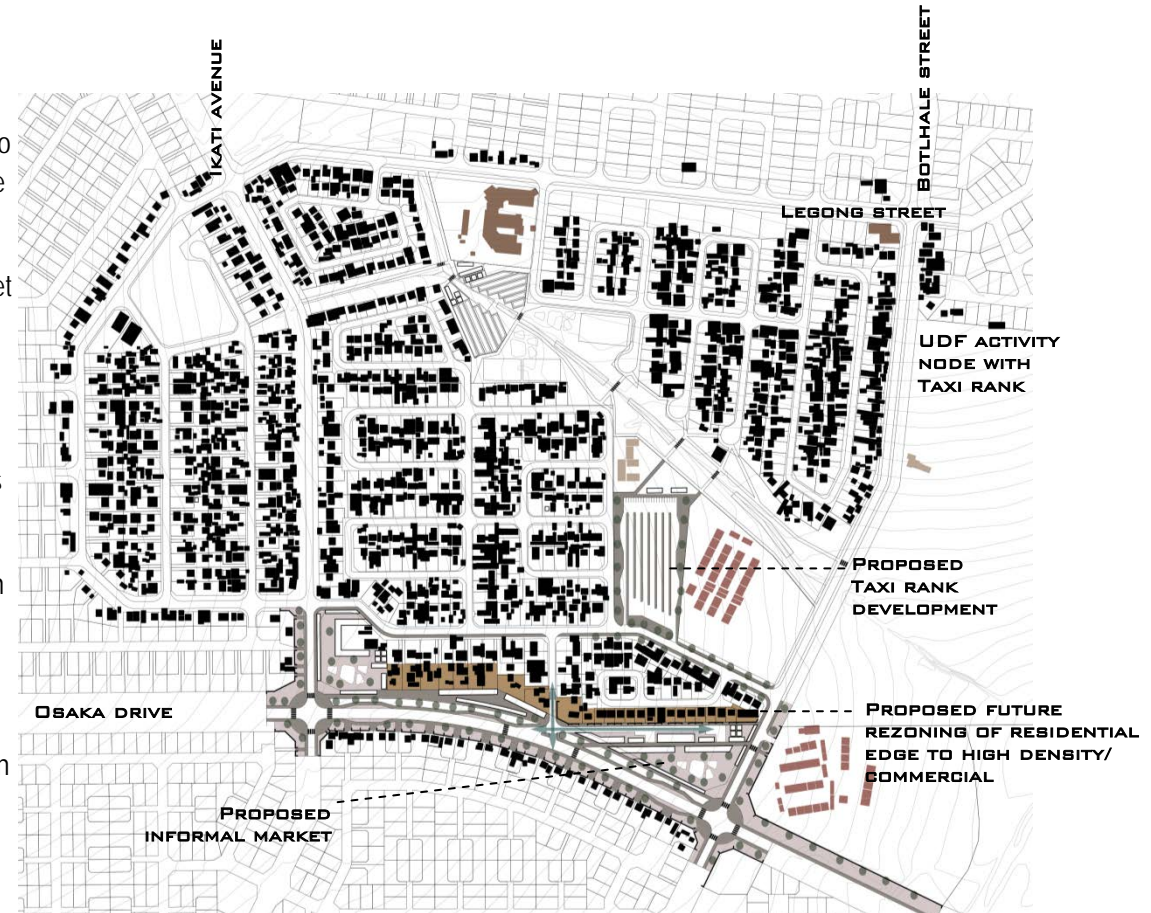 IKATI AVENUE
BOTLHALE STREET
LEGONG STREET
UDF ACTIVITY
NODE WITH
TAXI RANK
PROPOSED
TAXI RANK
DEVELOPMENT
OSAKA DRIVE
PROPOSED FUTURE
REZONING OF RESIDENTIAL
EDGE TO HIGH DENSITY/
COMMERCIAL
PROPOSED
INFORMAL MARKET